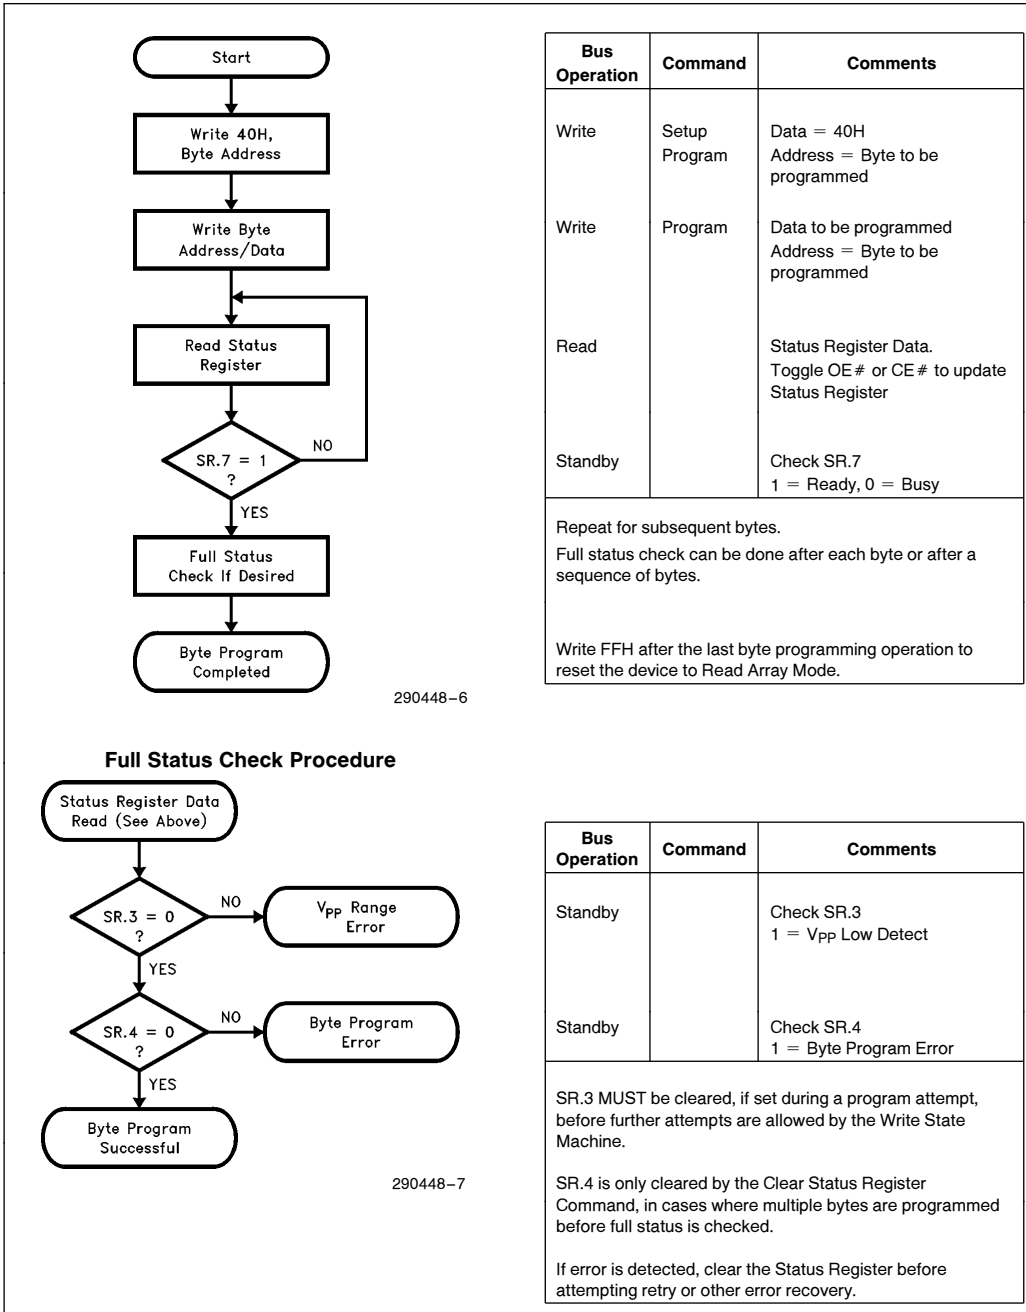 Start
Write 40H,
Byte Address
Write Byte
Address/Data
Read Status
Register
SR.7 = 1
?
NO
YES
Full Status
Check If Desired
Byte Program
Completed
290448–6
Bus
Operation
Command
Comments
Write
Setup
Program
Data = 40H
Address = Byte to be
programmed
Write
Program
Data to be programmed
Address = Byte to be
programmed
Read
Status Register Data.
Toggle OE# or CE# to update
Status Register
Standby
Check SR.7
1 = Ready, 0 = Busy
Repeat for subsequent bytes.
Full status check can be done after each byte or after a
sequence of bytes.
Write FFH after the last byte programming operation to
reset the device to Read Array Mode.
Full Status Check Procedure
Status Register Data
Read (See Above)
SR.3 = 0
?
NO
VPP Range
Error
YES
SR.4 = 0
?
NO
Byte Program
Error
YES
Byte Program
Successful
290448–7
Bus
Operation
Command
Comments
Standby
Check SR.3
1 = VPP Low Detect
Standby
Check SR.4
1 = Byte Program Error
SR.3 MUST be cleared, if set during a program attempt,
before further attempts are allowed by the Write State
Machine.
SR.4 is only cleared by the Clear Status Register
Command, in cases where multiple bytes are programmed
before full status is checked.
If error is detected, clear the Status Register before
attempting retry or other error recovery.